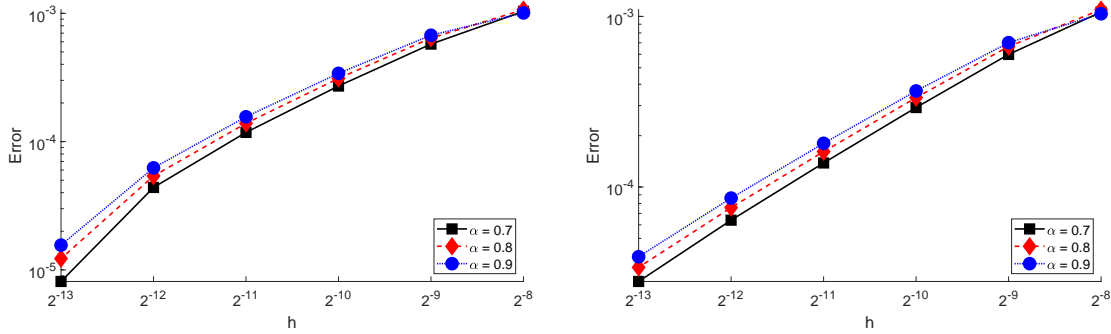 10^-3
10^-4
10^-5
Error
2^-13
2^-12
2^-11
2^-10
2^-9
2^-8
h
α = 0.7
α = 0.8
α = 0.9
10^-3
10^-4
Error
2^-13
2^-12
2^-11
2^-10
2^-9
2^-8
h
α = 0.7
α = 0.8
α = 0.9